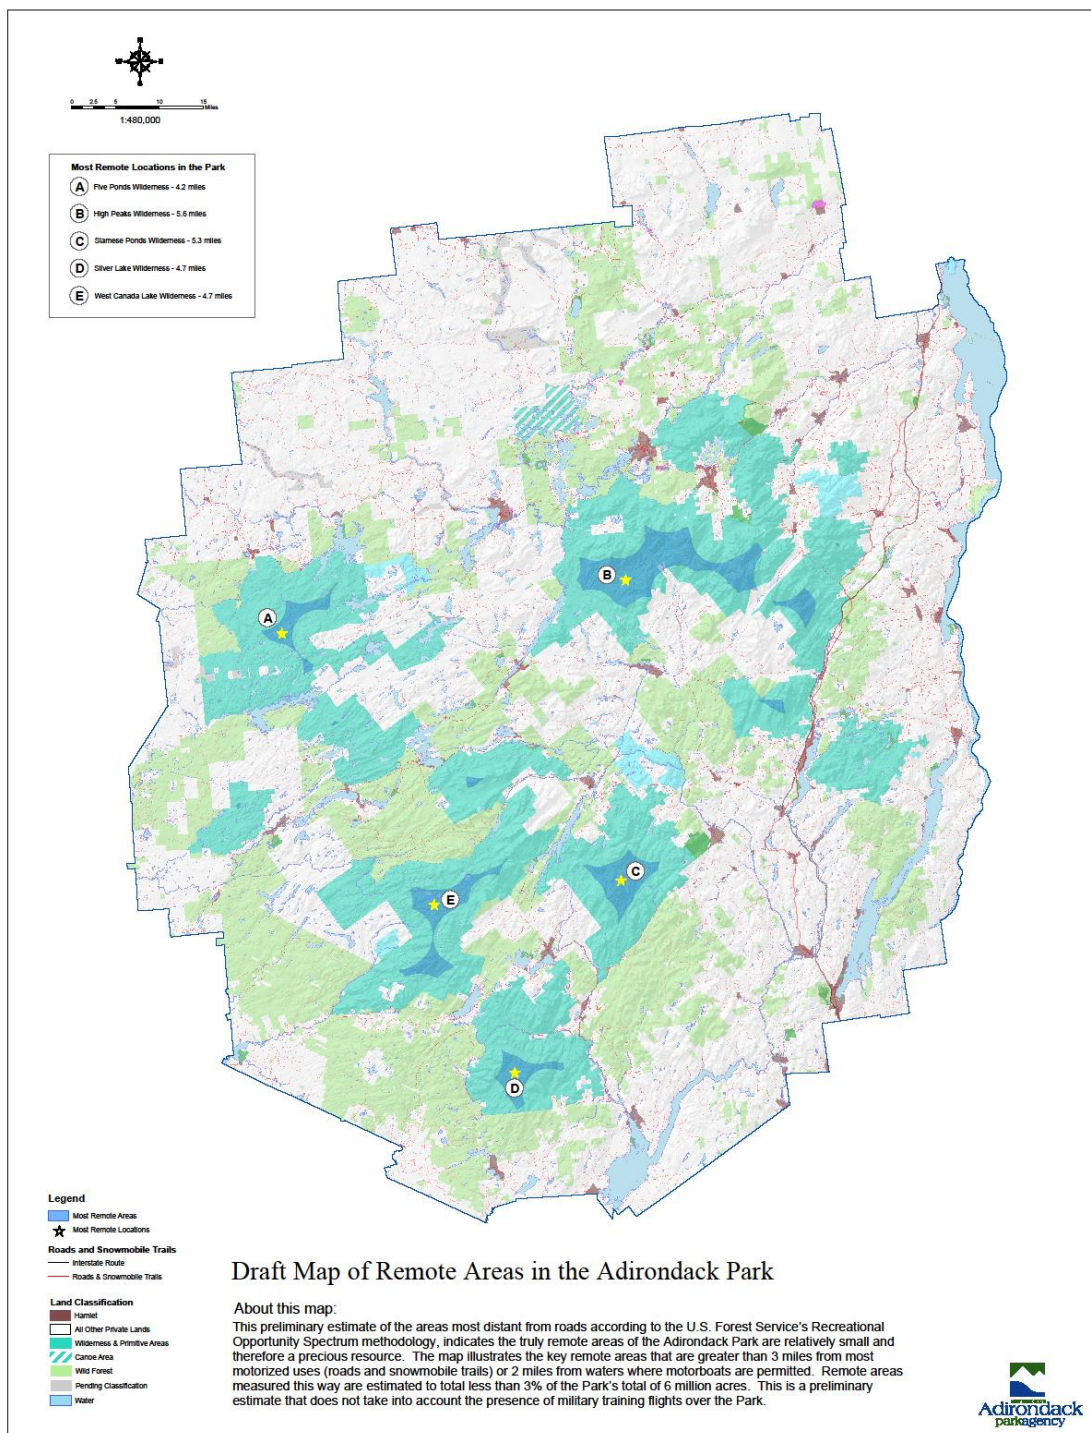 N
W E
S
0 2.5 5 10 15
Miles
1:480,000
Most Remote Locations in the Park
A Five Ponds Wilderness - 4.2 miles
B High Peaks Wilderness - 5.6 miles
C Siamese Ponds Wilderness - 5.3 miles
D Silver Lake Wilderness - 4.7 miles
E West Canada Lake Wilderness - 4.7 miles
B
A
C
E
D
Legend
Most Remote Areas
Most Remote Locations
Roads and Snowmobile Trails
Interstate Route
Roads & Snowmobile Trails
Land Classification
Hamlet
All Other Private Lands
Wilderness & Primitive Areas
Canoe Area
Wild Forest
Pending Classification
Water
Draft Map of Remote Areas in the Adirondack Park
About this map:
This preliminary estimate of the areas most distant from roads according to the U.S. Forest Service's Recreational
Opportunity Spectrum methodology, indicates the truly remote areas of the Adirondack Park are relatively small and
therefore a precious resource. The map illustrates the key remote areas that are greater than 3 miles from most
motorized uses (roads and snowmobile trails) or 2 miles from waters where motorboats are permitted. Remote areas
measured this way are estimated to total less than 3% of the Park's total of 6 million acres. This is a preliminary
estimate that does not take into account the presence of military training flights over the Park.
Adirondack
parkagency